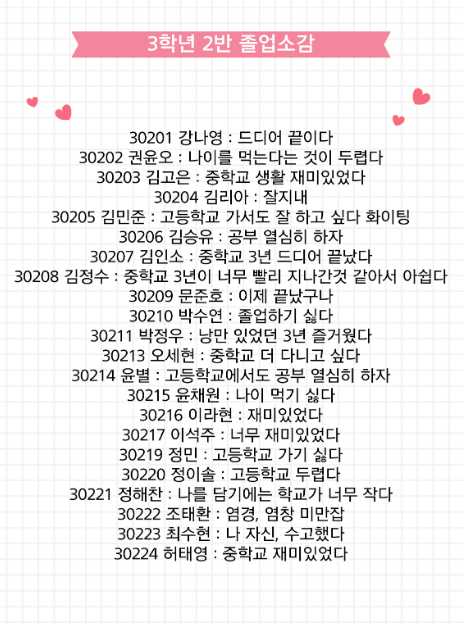 3학년 2반 졸업소감
30201 강나영 : 드디어 끝이다
30202 권윤오 : 나이를 먹는다는 것이 두렵다
30203 김고은 : 중학교 생활 재미있었다
30204 김리아 : 잘지내
30205 김민준 : 고등학교 가서도 잘 하고 싶다 화이팅
30206 김승유 : 공부 열심히 하자
30207 김인소 : 중학교 3년 드디어 끝났다
30208 김정수 : 중학교 3년이 너무 빨리 지나간것 같아서 아쉽다
30209 문준호 : 이제 끝났구나
30210 박수연 : 졸업하기 싫다
30211 박정우 : 낭만 있었던 3년 즐거웠다
30213 오세현 : 중학교 더 다니고 싶다
30214 윤별 : 고등학교에서도 공부 열심히 하자
30215 윤채원 : 나이 먹기 싫다
30216 이라현 : 재미있었다
30217 이석주 : 너무 재미있었다
30219 정민 : 고등학교 가기 싫다
30220 정이솔 : 고등학교 두렵다
30221 정해찬 : 나를 담기에는 학교가 너무 작다
30222 조태환 : 염경, 염창 미만잡
30223 최수현 : 나 자신, 수고했다
30224 허태영 : 중학교 재미있었다